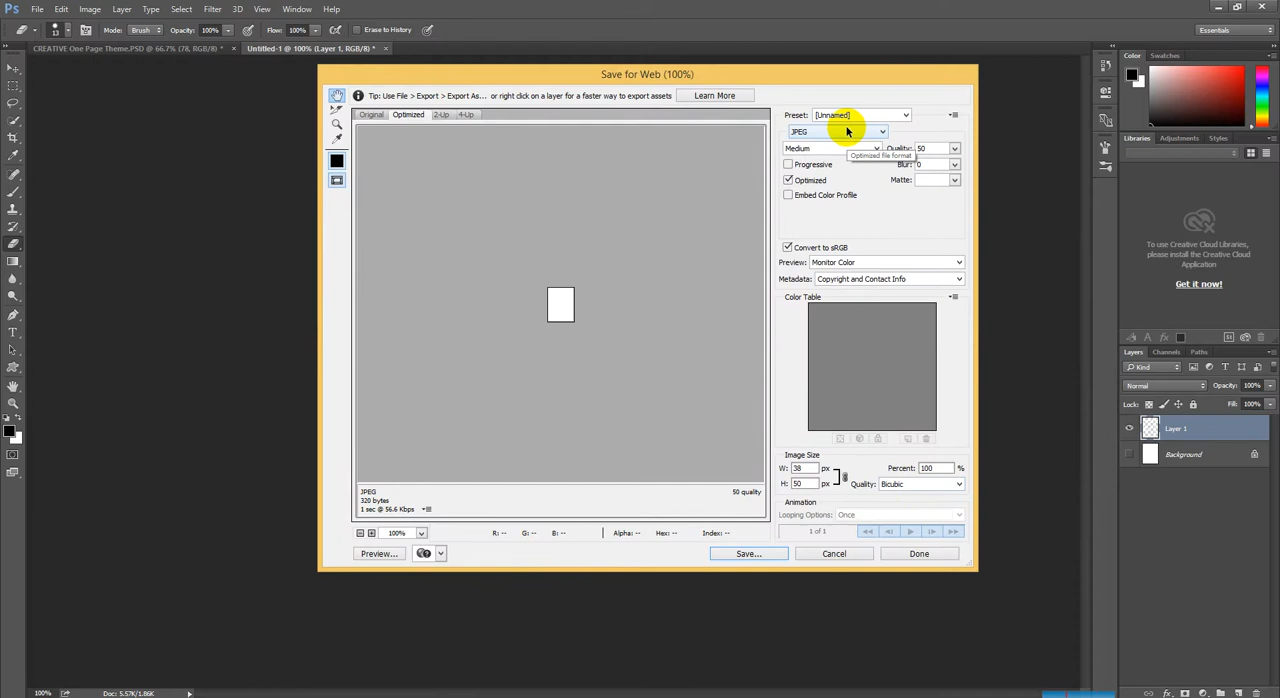 Ps File Edit Image Layer Type Select Filter 3D View Window Help
13 Mode: Brush Opacity: 100% Flow: 100% Erase to History Essentials
CREATIVE One Page Theme.PSD @ 66.7% (78, RGB/8) * × Untitled-1 @ 100% (Layer 1, RGB/8) * ×
Save for Web (100%)
Tip: Use File > Export > Export As... or right click on a layer for a faster way to export assets Learn More
Original Optimized 2-Up 4-Up
Preset: [Unnamed]
JPEG
Optimized file format
Medium Quality: 50
Progressive Blur: 0
Optimized Matte:
Embed Color Profile
Convert to sRGB
Preview: Monitor Color
Metadata: Copyright and Contact Info
Color Table
Image Size
W: 38 px Percent: 100 %
H: 50 px Quality: Bicubic
Animation
Looping Options: Once
1 of 1
JPEG 50 quality
320 bytes
1 sec @ 56.6 Kbps
100% R: -- G: -- B: -- Alpha: -- Hex: -- Index: --
Preview... Save... Cancel Done
Color Swatches
Libraries Adjustments Styles
To use Creative Cloud Libraries,
please install the Creative Cloud
Application
Get it now!
Layers Channels Paths
Kind
Normal Opacity: 100%
Lock: Fill: 100%
Layer 1
Background
100% Doc: 5.57K/1.86K